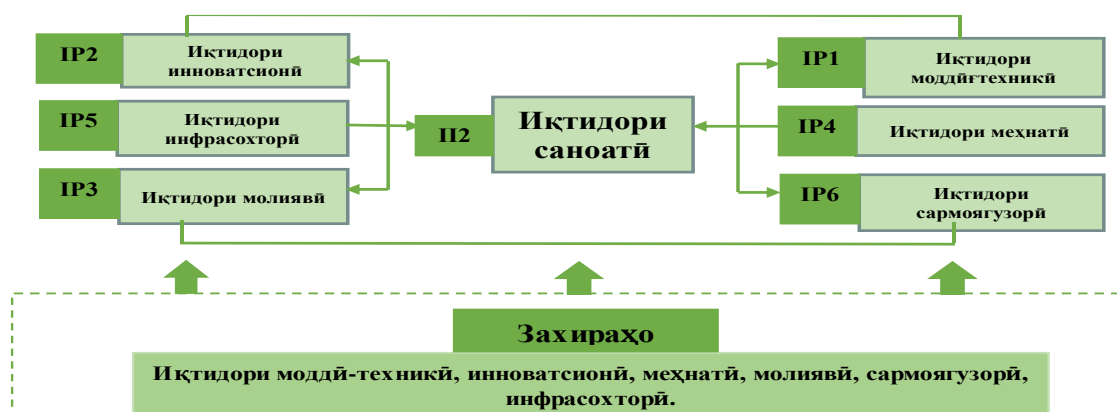 IP2
Иқтидори
инноватсионӣ
IP5
Иқтидори
инфрасохторӣ
IP3
Иқтидори молиявӣ
П2
Иқтидори
саноатӣ
IP1
Иқтидори
моддӣғтехникӣ
IP4
Иқтидори меҳнатӣ
IP6
Иқтидори
сармоягузорӣ
Захираҳо
Иқтидори моддӣ-техникӣ, инноватсионӣ, меҳнатӣ, молиявӣ, сармоягузорӣ,
инфрасохторӣ.